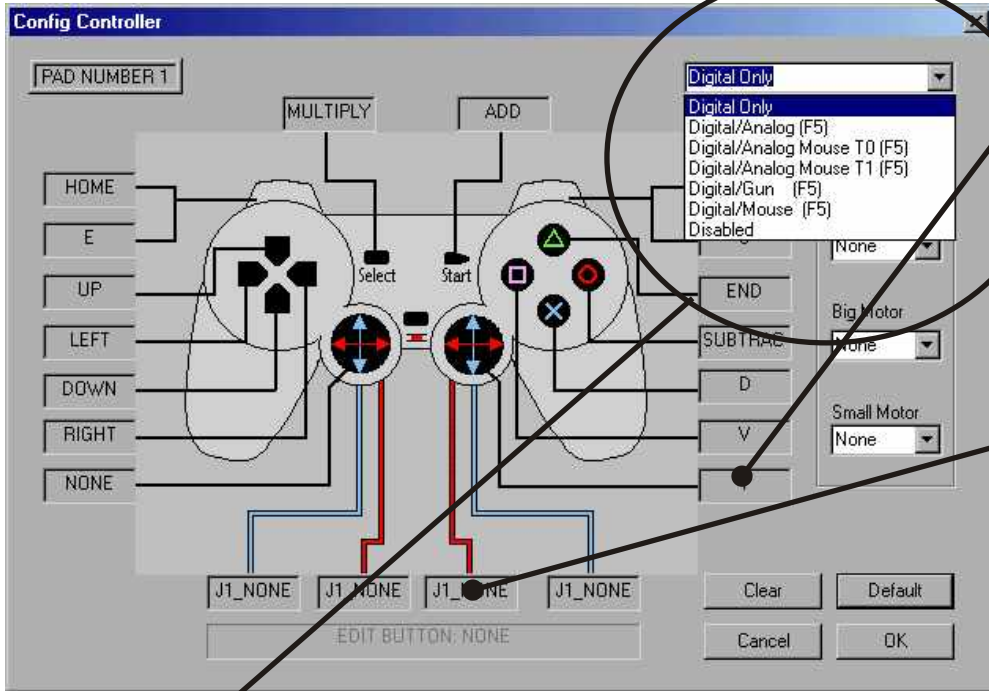 Config Controller
PAD NUMBER 1
Digital Only
MULTIPLY
ADD
Digital Only
Digital/Analog (F5)
Digital/Analog Mouse T0 (F5)
Digital/Analog Mouse T1 (F5)
Digital/Gun (F5)
Digital/Mouse (F5)
Disabled
HOME
E
None
UP
Select
Start
END
Big Motor
LEFT
SUBTRAC
None
DOWN
D
Small Motor
RIGHT
V
None
NONE
J1_NONE
J1_NONE
J1_NONE
J1_NONE
Clear
Default
EDIT BUTTON: NONE
Cancel
OK